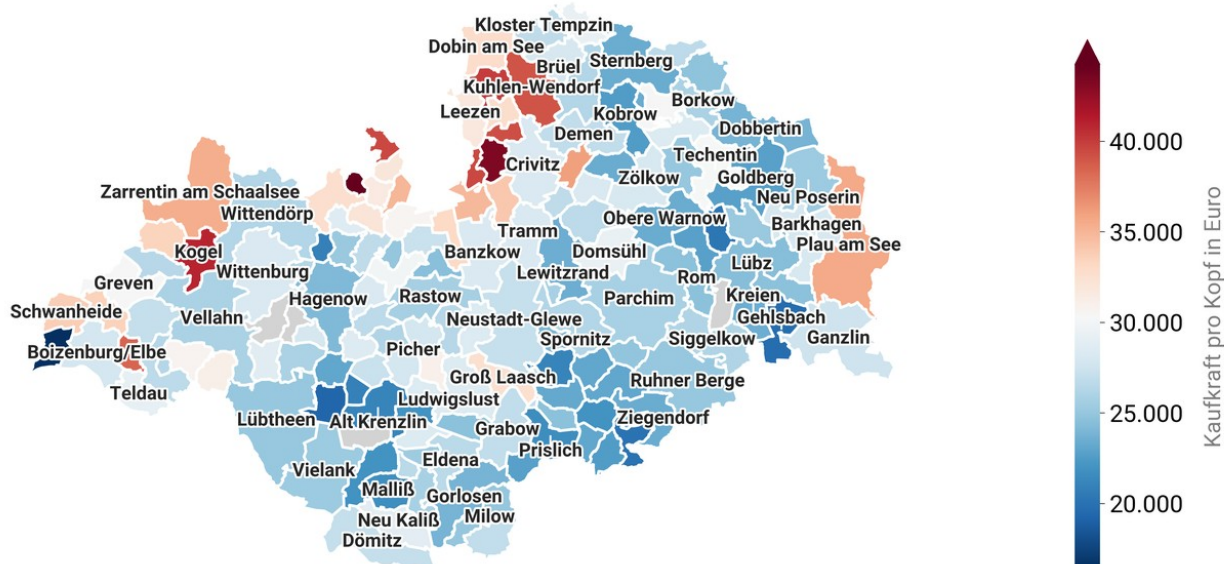 Kloster Tempzin
Dobin am See
Brüel
Sternberg
Kuhlen-Wendorf
Borkow
Leezen
Kobrow
Demen
Dobbertin
Techentin
Crivitz
Zölkow
Goldberg
Zarrentin am Schaalsee
Neu Poserin
Wittendörp
Obere Warnow
Barkhagen
Tramm
Plau am See
Kogel
Banzkow
Domsühl
Lübz
Wittenburg
Lewitzrand
Rom
Greven
Hagenow
Rastow
Parchim
Kreien
Schwanheide
Vellahn
Neustadt-Glewe
Gehlsbach
Spornitz
Siggelkow
Ganzlin
Boizenburg/Elbe
Picher
Groß Laasch
Ruhner Berge
Teldau
Ludwigslust
Lübtheen
Alt Krenzlin
Ziegendorf
Grabow
Prislich
Vielank
Eldena
Malliß
Gorlosen
Neu Kaliß
Milow
Dömitz
40.000
35.000
30.000
25.000
20.000
Kaufkraft pro Kopf in Euro